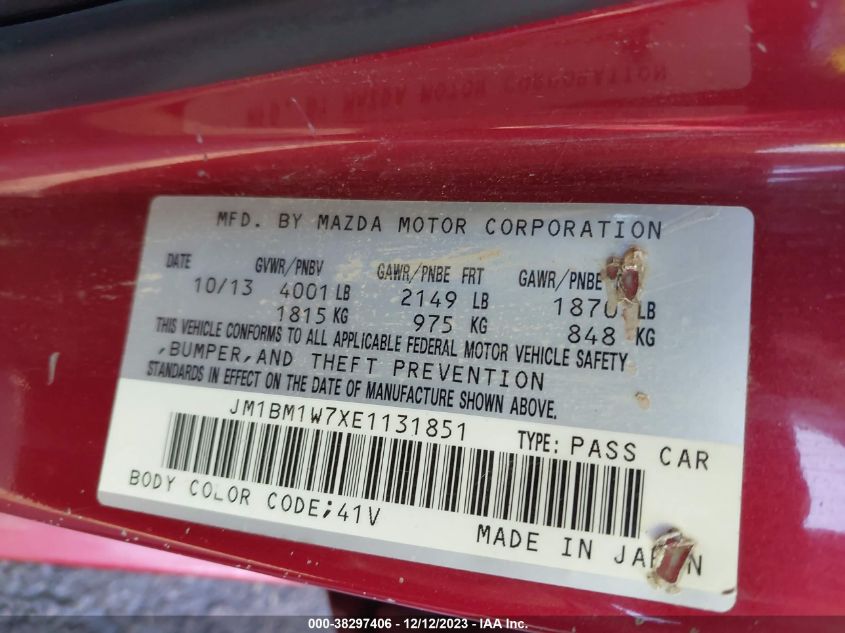 MFD. BY MAZDA MOTOR CORPORATION
DATE GVWR/PNBV GAWR/PNBE FRT GAWR/PNBE
10/13 4001 LB 2149 LB 1870 LB
1815 KG 975 KG 848 KG
THIS VEHICLE CONFORMS TO ALL APPLICABLE FEDERAL MOTOR VEHICLE SAFETY
,BUMPER,AND THEFT PREVENTION
STANDARDS IN EFFECT ON THE DATE OF MANUFACTURE SHOWN ABOVE.
JM1BM1W7XE1131851 TYPE: PASS CAR
BODY COLOR CODE;41V
MADE IN JAPAN
000-38297406 - 12/12/2023 - IAA Inc.